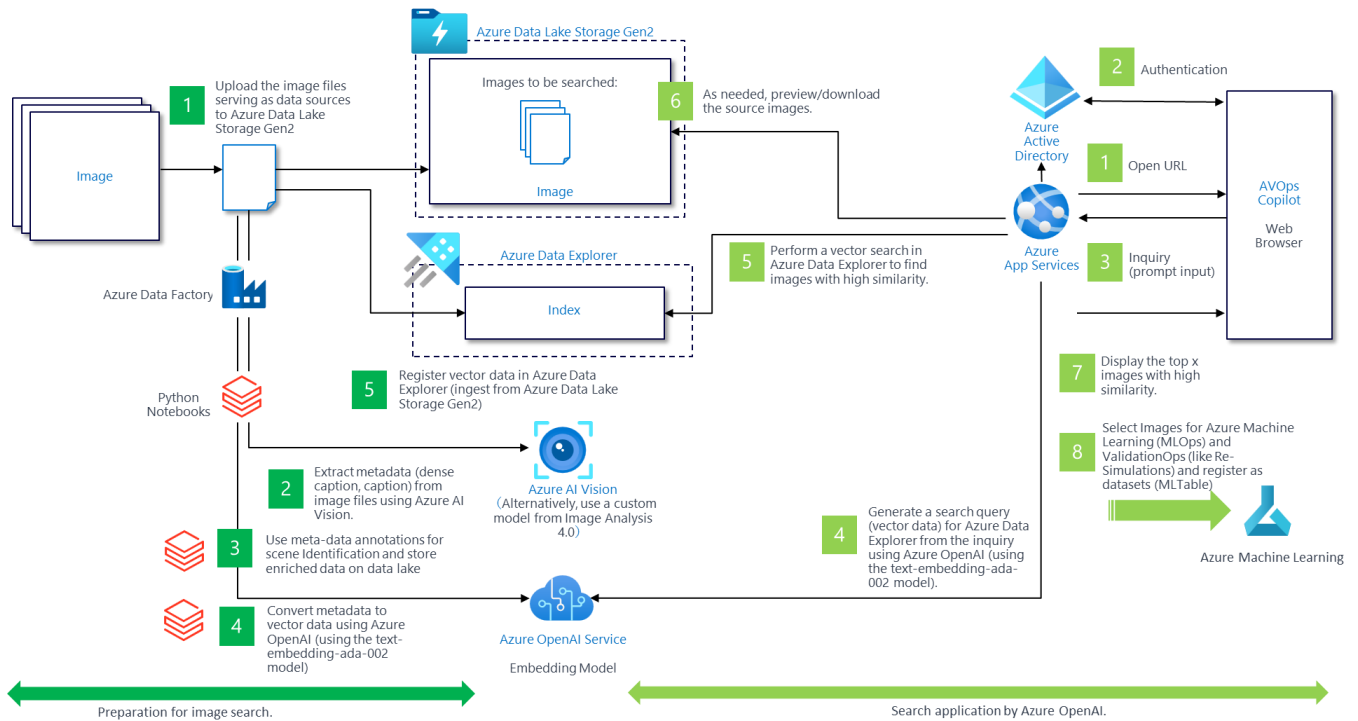 Azure Data Lake Storage Gen2
1
Upload the image files
serving as data sources
to Azure Data Lake
Storage Gen2
Image
Images to be searched:
Image
6
As needed, preview/download
the source images.
2
Authentication
Azure
Active
Directory
1
Open URL
AVOps
Copilot
Web
Browser
Azure
App Services
3
Inquiry
(prompt input)
Azure Data Explorer
Index
5
Perform a vector search in
Azure Data Explorer to find
images with high similarity.
Azure Data Factory
7
Display the top x
images with high
similarity.
5
Register vector data in Azure Data
Explorer (ingest from Azure Data Lake
Storage Gen2)
Python
Notebooks
8
Select Images for Azure Machine
Learning (MLOps) and
ValidationOps (like Re-
Simulations) and register as
datasets (MLTable)
Azure Machine Learning
2
Extract metadata (dense
caption, caption) from
image files using Azure AI
Vision.
Azure AI Vision
(Alternatively, use a custom
model from Image Analysis
4.0)
4
Generate a search query
(vector data) for Azure Data
Explorer from the inquiry
using Azure OpenAI (using
the text-embedding-ada-
002 model).
3
Use meta-data annotations for
scene Identification and store
enriched data on data lake
4
Convert metadata to
vector data using Azure
OpenAI (using the text-
embedding-ada-002
model)
Azure OpenAI Service
Embedding Model
Preparation for image search.
Search application by Azure OpenAI.